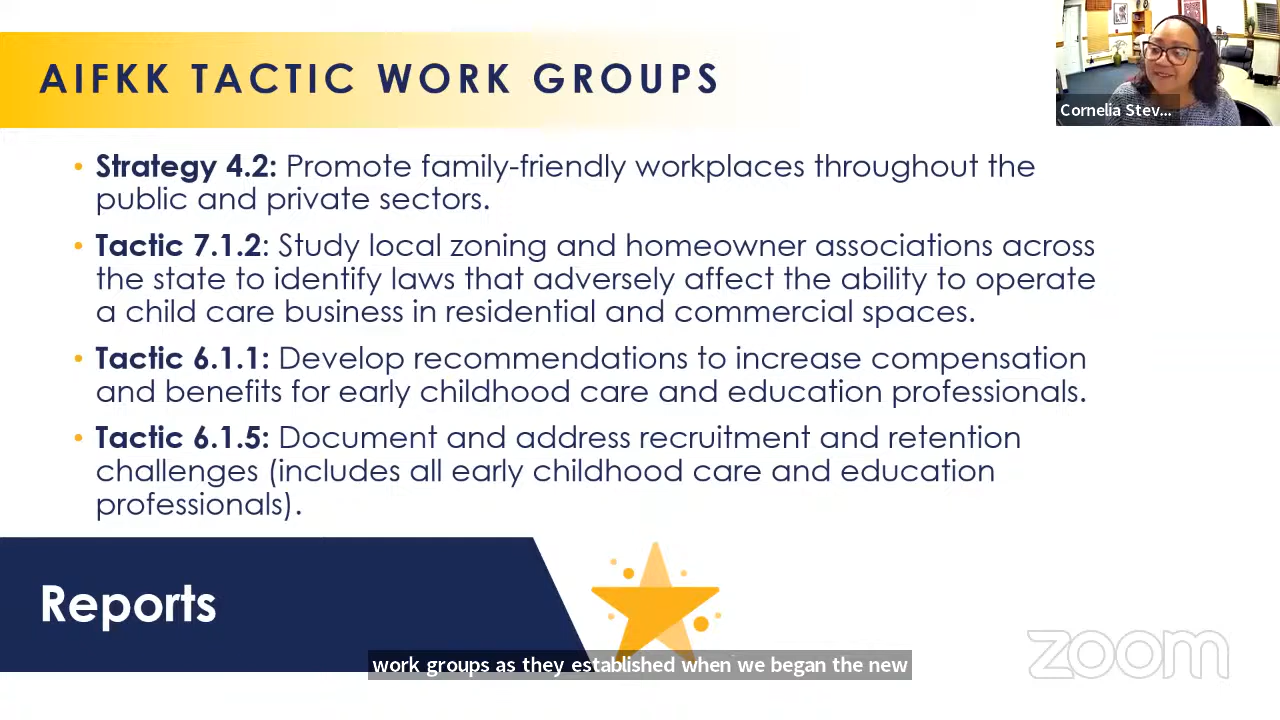 AIFKK TACTIC WORK GROUPS
Cornelia Stev...
• Strategy 4.2: Promote family-friendly workplaces throughout the
public and private sectors.
• Tactic 7.1.2: Study local zoning and homeowner associations across
the state to identify laws that adversely affect the ability to operate
a child care business in residential and commercial spaces.
• Tactic 6.1.1: Develop recommendations to increase compensation
and benefits for early childhood care and education professionals.
• Tactic 6.1.5: Document and address recruitment and retention
challenges (includes all early childhood care and education
professionals).
Reports
zoom
work groups as they established when we began the new